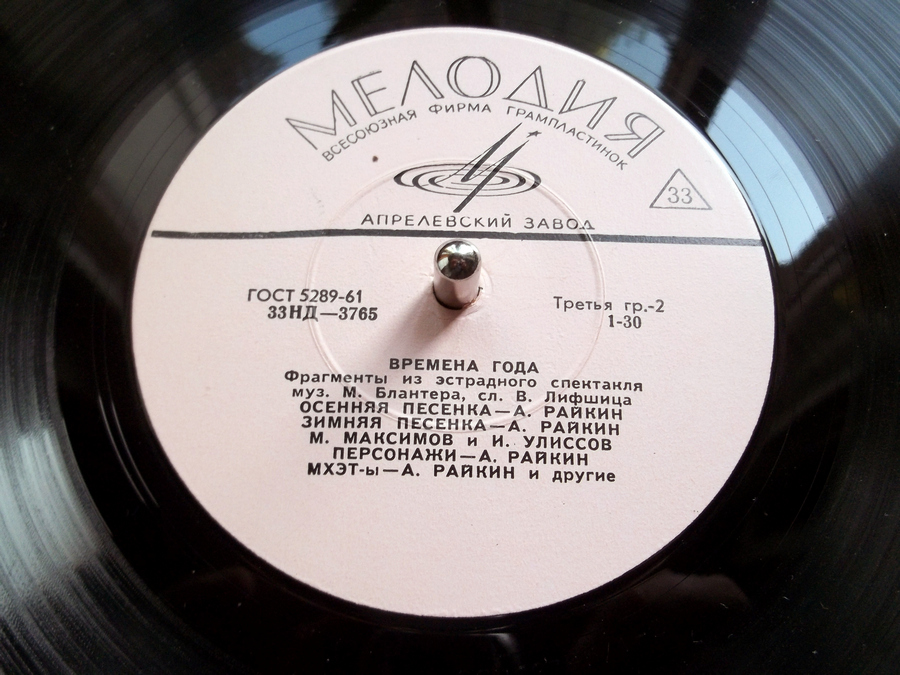 МЕЛОДИЯ
ВСЕСОЮЗНАЯ ФИРМА ГРАМПЛАСТИНОК
33
АПРЕЛЕВСКИЙ ЗАВОД
ГОСТ 5289-61
33НД—3765
Третья гр.-2
1-30
ВРЕМЕНА ГОДА
Фрагменты из эстрадного спектакля
муз. М. Блантера, сл. В. Лифшица
ОСЕННЯЯ ПЕСЕНКА—А. РАЙКИН
ЗИМНЯЯ ПЕСЕНКА—А. РАЙКИН
М. МАКСИМОВ и И. УЛИССОВ
ПЕРСОНАЖИ—А. РАЙКИН
МХЭТ-ы—А. РАЙКИН и другие